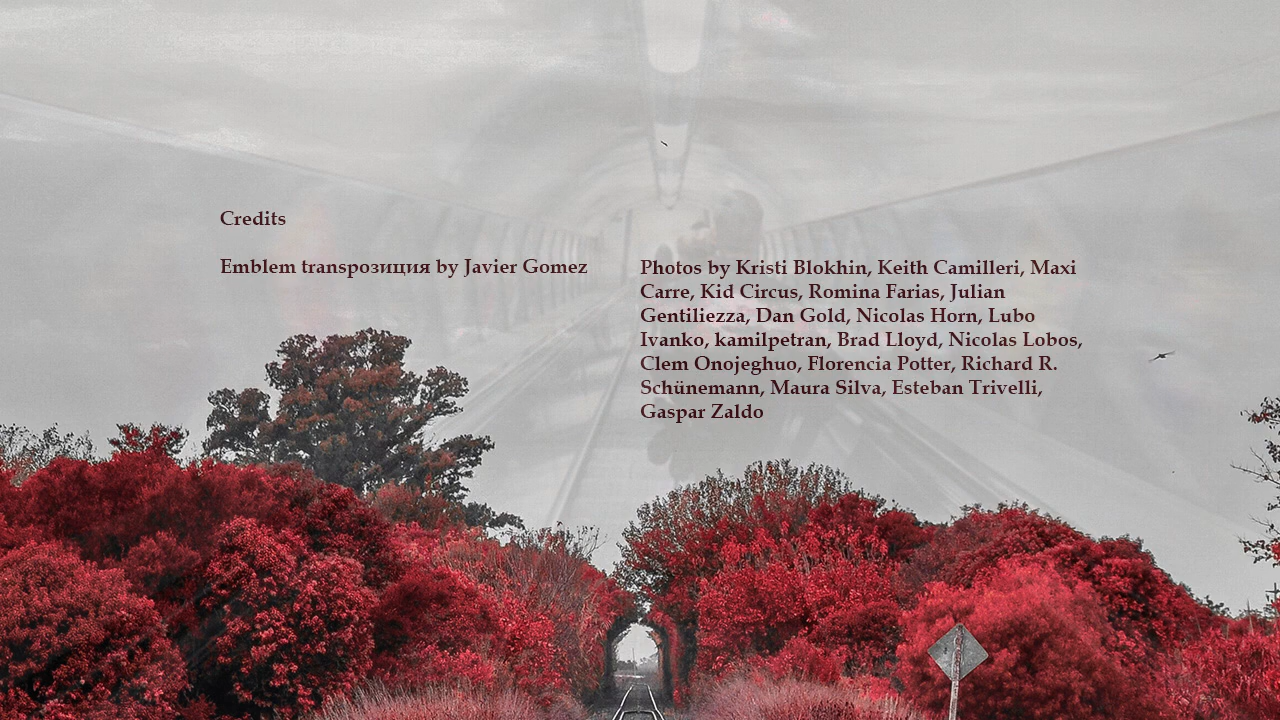 Credits
Emblem transpозиция by Javier Gomez
Photos by Kristi Blokhin, Keith Camilleri, Maxi
Carre, Kid Circus, Romina Farias, Julian
Gentiliezza, Dan Gold, Nicolas Horn, Lubo
Ivanko, kamilpetran, Brad Lloyd, Nicolas Lobos,
Clem Onojeghuo, Florencia Potter, Richard R.
Schünemann, Maura Silva, Esteban Trivelli,
Gaspar Zaldo